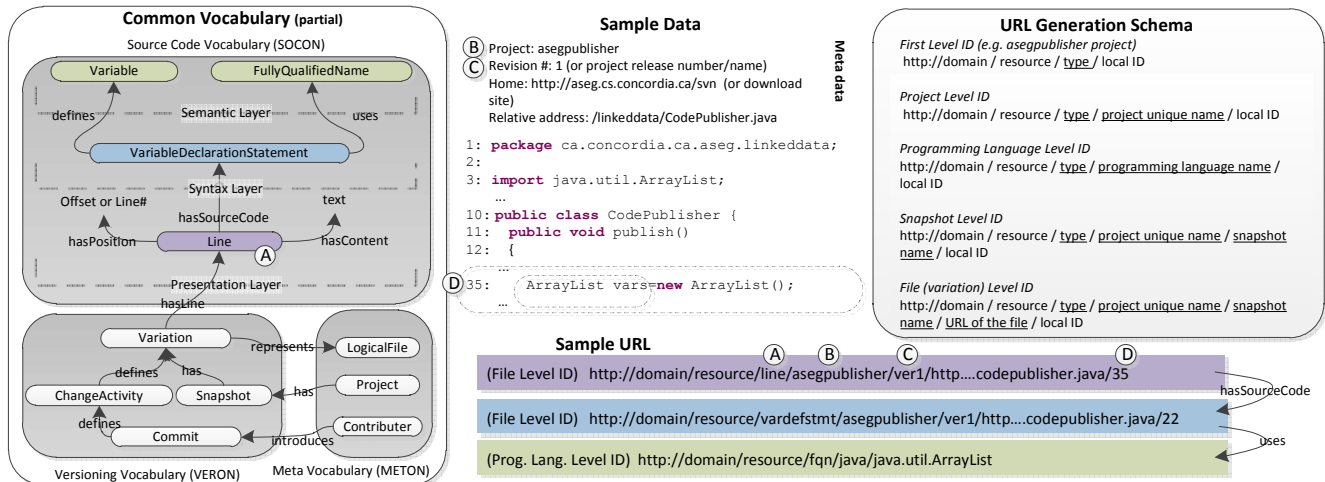 Common Vocabulary (partial)
Source Code Vocabulary (SOCON)
Variable
FullyQualifiedName
defines
Semantic Layer
uses
VariableDeclarationStatement
Syntax Layer
Offset or Line#
text
hasSourceCode
hasPosition
Line
hasContent
A
Presentation Layer
hasLine
Variation
represents
LogicalFile
defines
has
Project
ChangeActivity
Snapshot
has
defines
Commit
introduces
Contributer
Versioning Vocabulary (VERON)
Meta Vocabulary (METON)
Sample Data
B Project: asegpublisher
C Revision #: 1 (or project release number/name)
Home: http://aseg.cs.concordia.ca/svn (or download
site)
Relative address: /linkeddata/CodePublisher.java
Meta data
1: package ca.concordia.ca.aseg.linkeddata;
2:
3: import java.util.ArrayList;
...
10: public class CodePublisher {
11: public void publish()
12: {
...
D 35: ArrayList vars=new ArrayList();
...
URL Generation Schema
First Level ID (e.g. asegpublisher project)
http://domain / resource / type / local ID
Project Level ID
http://domain / resource / type / project unique name / local ID
Programming Language Level ID
http://domain / resource / type / programming language name /
local ID
Snapshot Level ID
http://domain / resource / type / project unique name / snapshot
name / local ID
File (variation) Level ID
http://domain / resource / type / project unique name / snapshot
name / URL of the file / local ID
Sample URL
A B C D
(File Level ID) http://domain/resource/line/asegpublisher/ver1/http....codepublisher.java/35
hasSourceCode
(File Level ID) http://domain/resource/vardefstmt/asegpublisher/ver1/http....codepublisher.java/22
uses
(Prog. Lang. Level ID) http://domain/resource/fqn/java/java.util.ArrayList